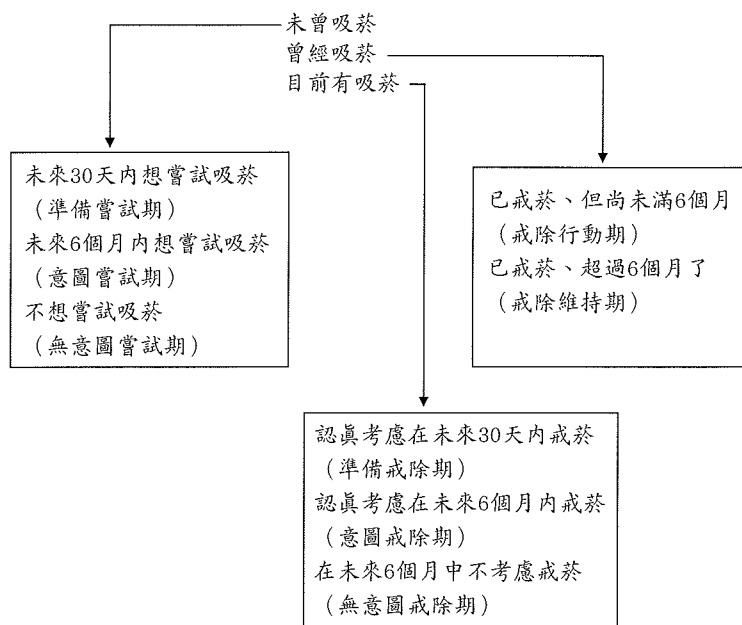 未曾吸菸
曾經吸菸
目前有吸菸
未來30天內想嘗試吸菸
（準備嘗試期）
未來6個月內想嘗試吸菸
（意圖嘗試期）
不想嘗試吸菸
（無意圖嘗試期）
已戒菸、但尚未滿6個月
（戒除行動期）
已戒菸、超過6個月了
（戒除維持期）
認真考慮在未來30天內戒菸
（準備戒除期）
認真考慮在未來6個月內戒菸
（意圖戒除期）
在未來6個月中不考慮戒菸
（無意圖戒除期）